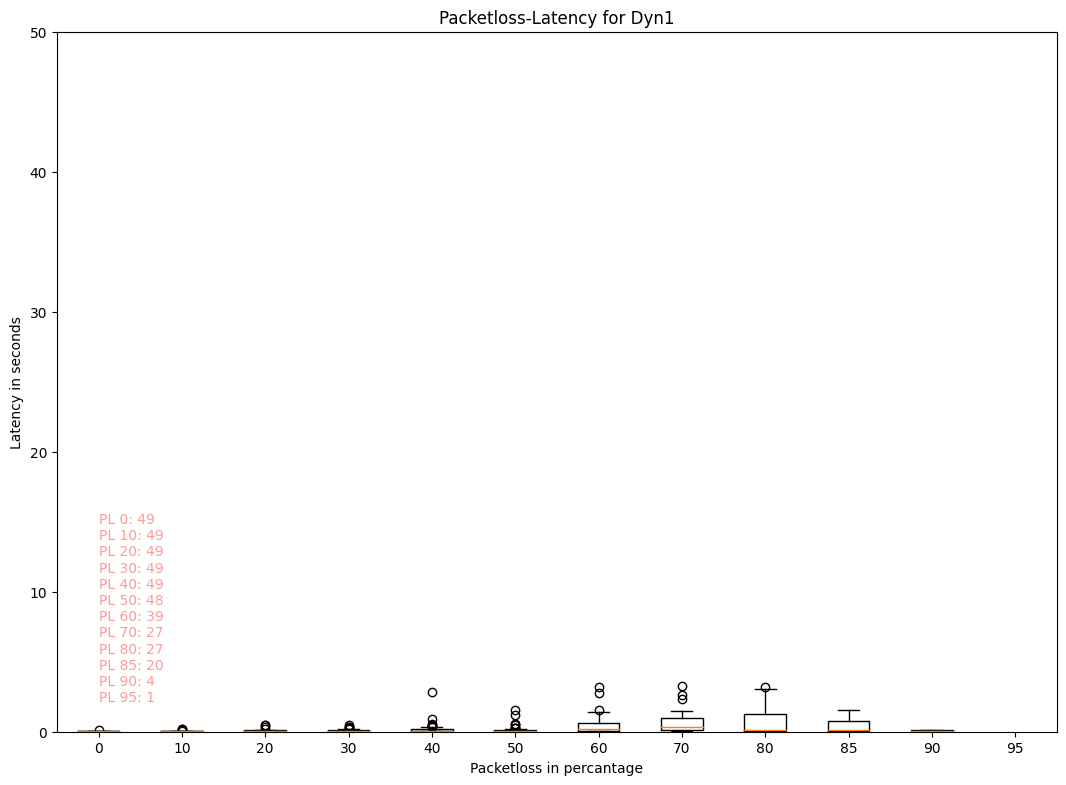 Packetloss-Latency for Dyn1
50
40
30
20
10
0
Latency in seconds
PL 0: 49
PL 10: 49
PL 20: 49
PL 30: 49
PL 40: 49
PL 50: 48
PL 60: 39
PL 70: 27
PL 80: 27
PL 85: 20
PL 90: 4
PL 95: 1
0 10 20 30 40 50 60 70 80 85 90 95
Packetloss in percantage